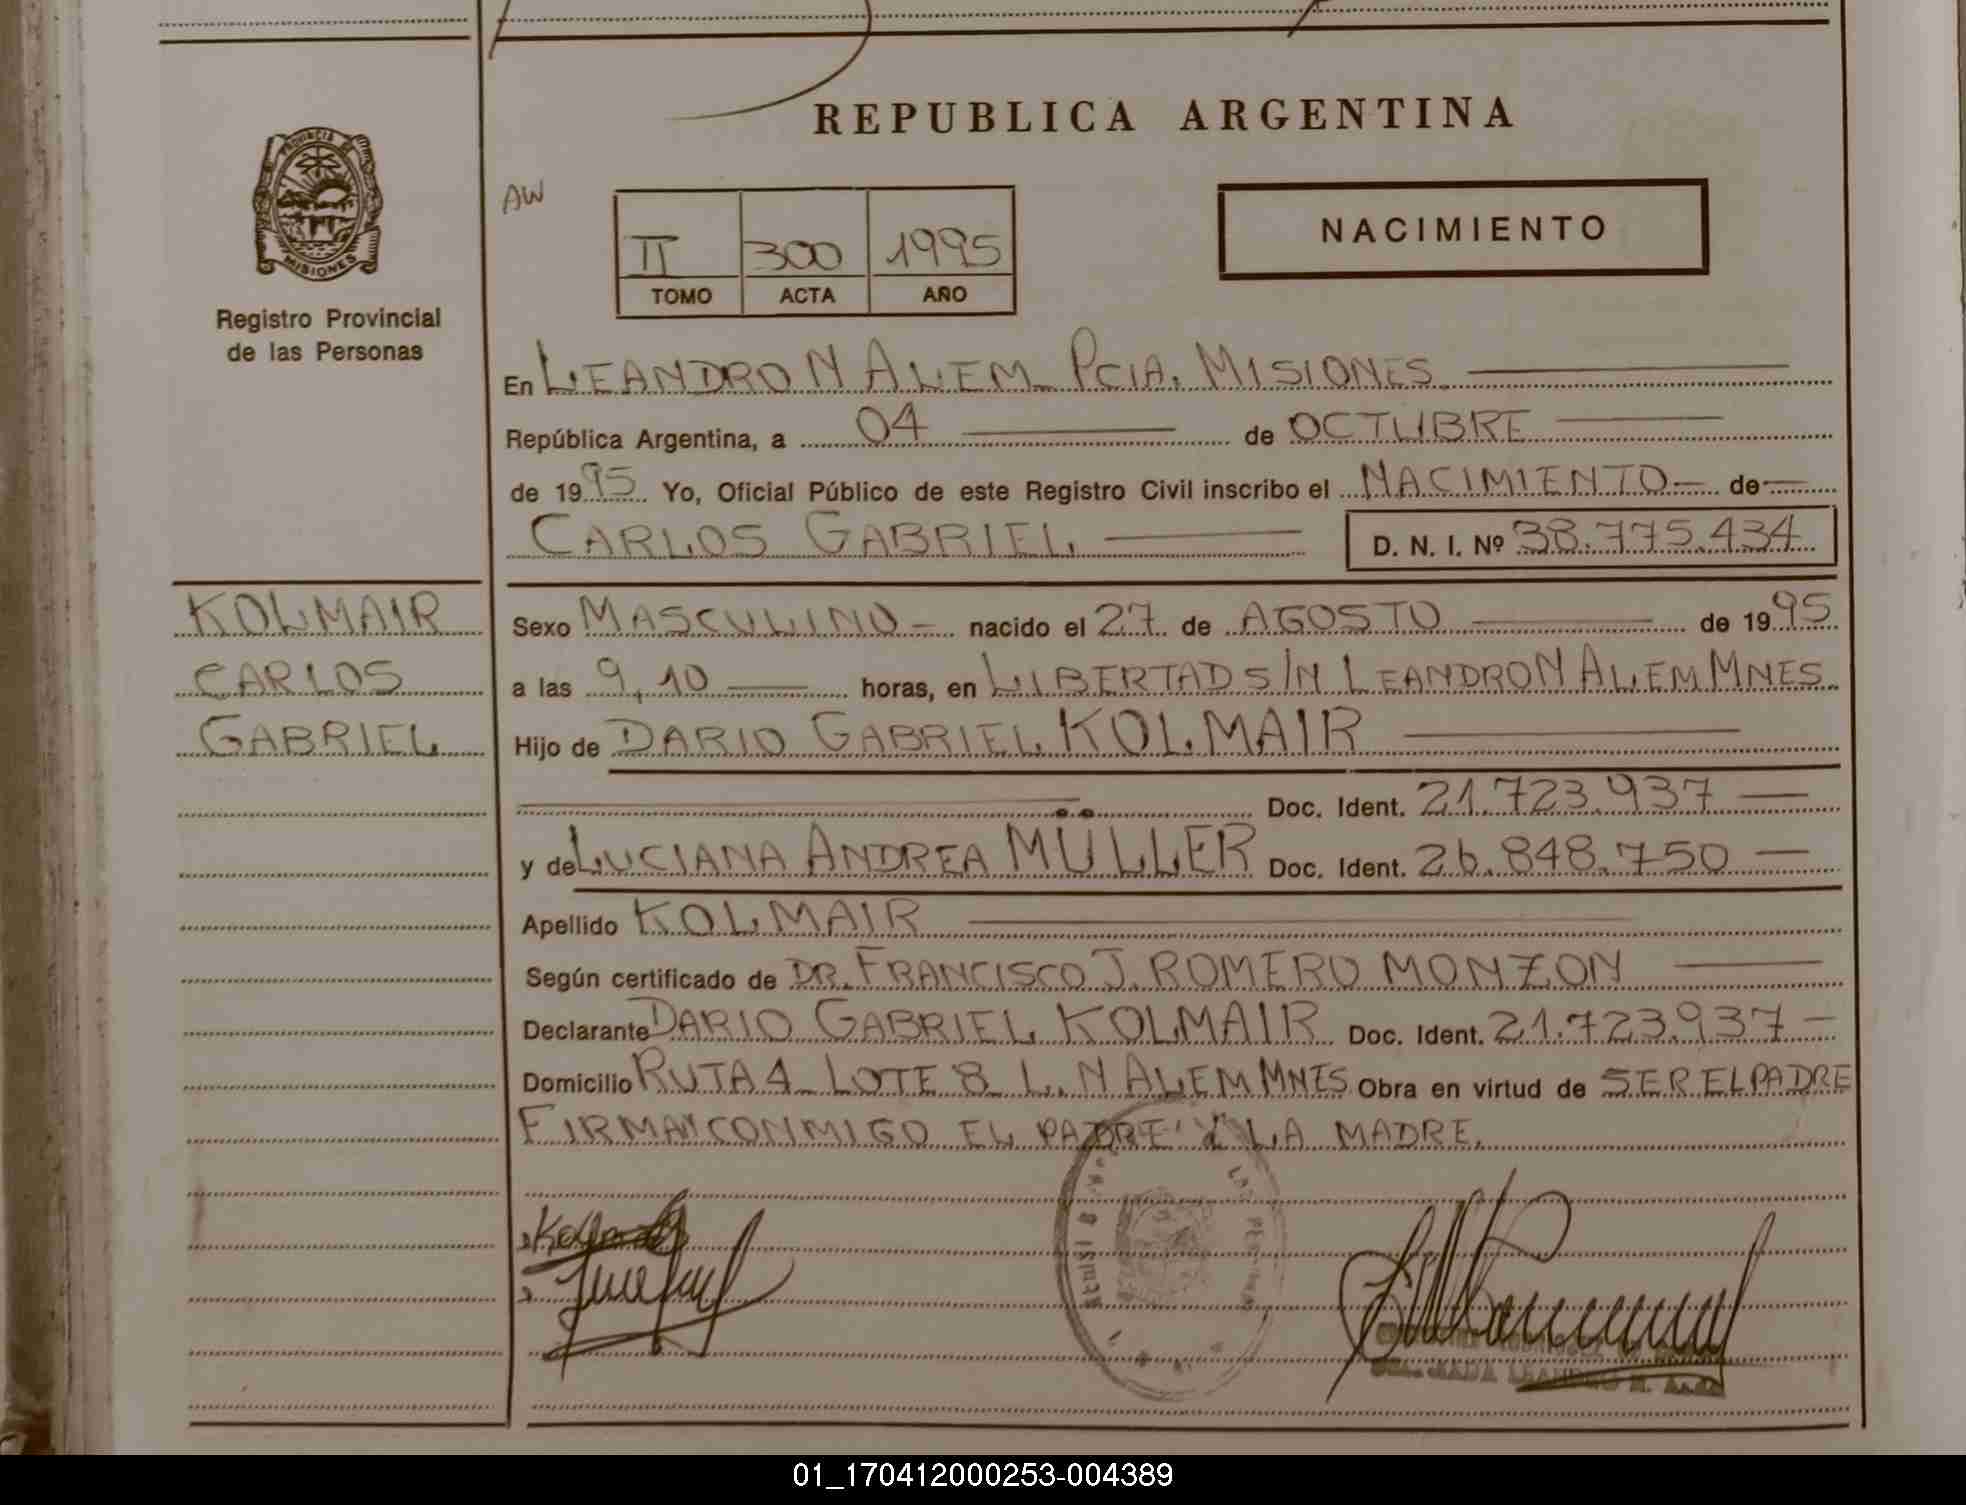 REPUBLICA ARGENTINA
PROVINCIA DE
MISIONES
Registro Provincial
de las Personas
AW
II 300 1995
TOMO ACTA AÑO
NACIMIENTO
En LEANDRO N ALEM PCIA. MISIONES.
República Argentina, a 04 de OCTUBRE
de 1995 Yo, Oficial Público de este Registro Civil inscribo el NACIMIENTO de
CARLOS GABRIEL D. N. I. Nº 38.775.434
KOLMAIR
CARLOS
GABRIEL
Sexo MASCULINO nacido el 27 de AGOSTO de 1995
a las 9,10 horas, en LIBERTAD S/N LEANDRO N ALEM MNES.
Hijo de DARIO GABRIEL KOLMAIR
Doc. Ident. 21.723.937
y de LUCIANA ANDREA MÜLLER Doc. Ident. 26.848.750
Apellido KOLMAIR
Según certificado de DR. FRANCISCO J. ROMERO MONZON
Declarante DARIO GABRIEL KOLMAIR Doc. Ident. 21.723.937
Domicilio RUTA 4 LOTE 8 L. N ALEM MNES Obra en virtud de SER EL PADRE
FIRMAN CONMIGO EL PADRE Y LA MADRE.
01_170412000253-004389